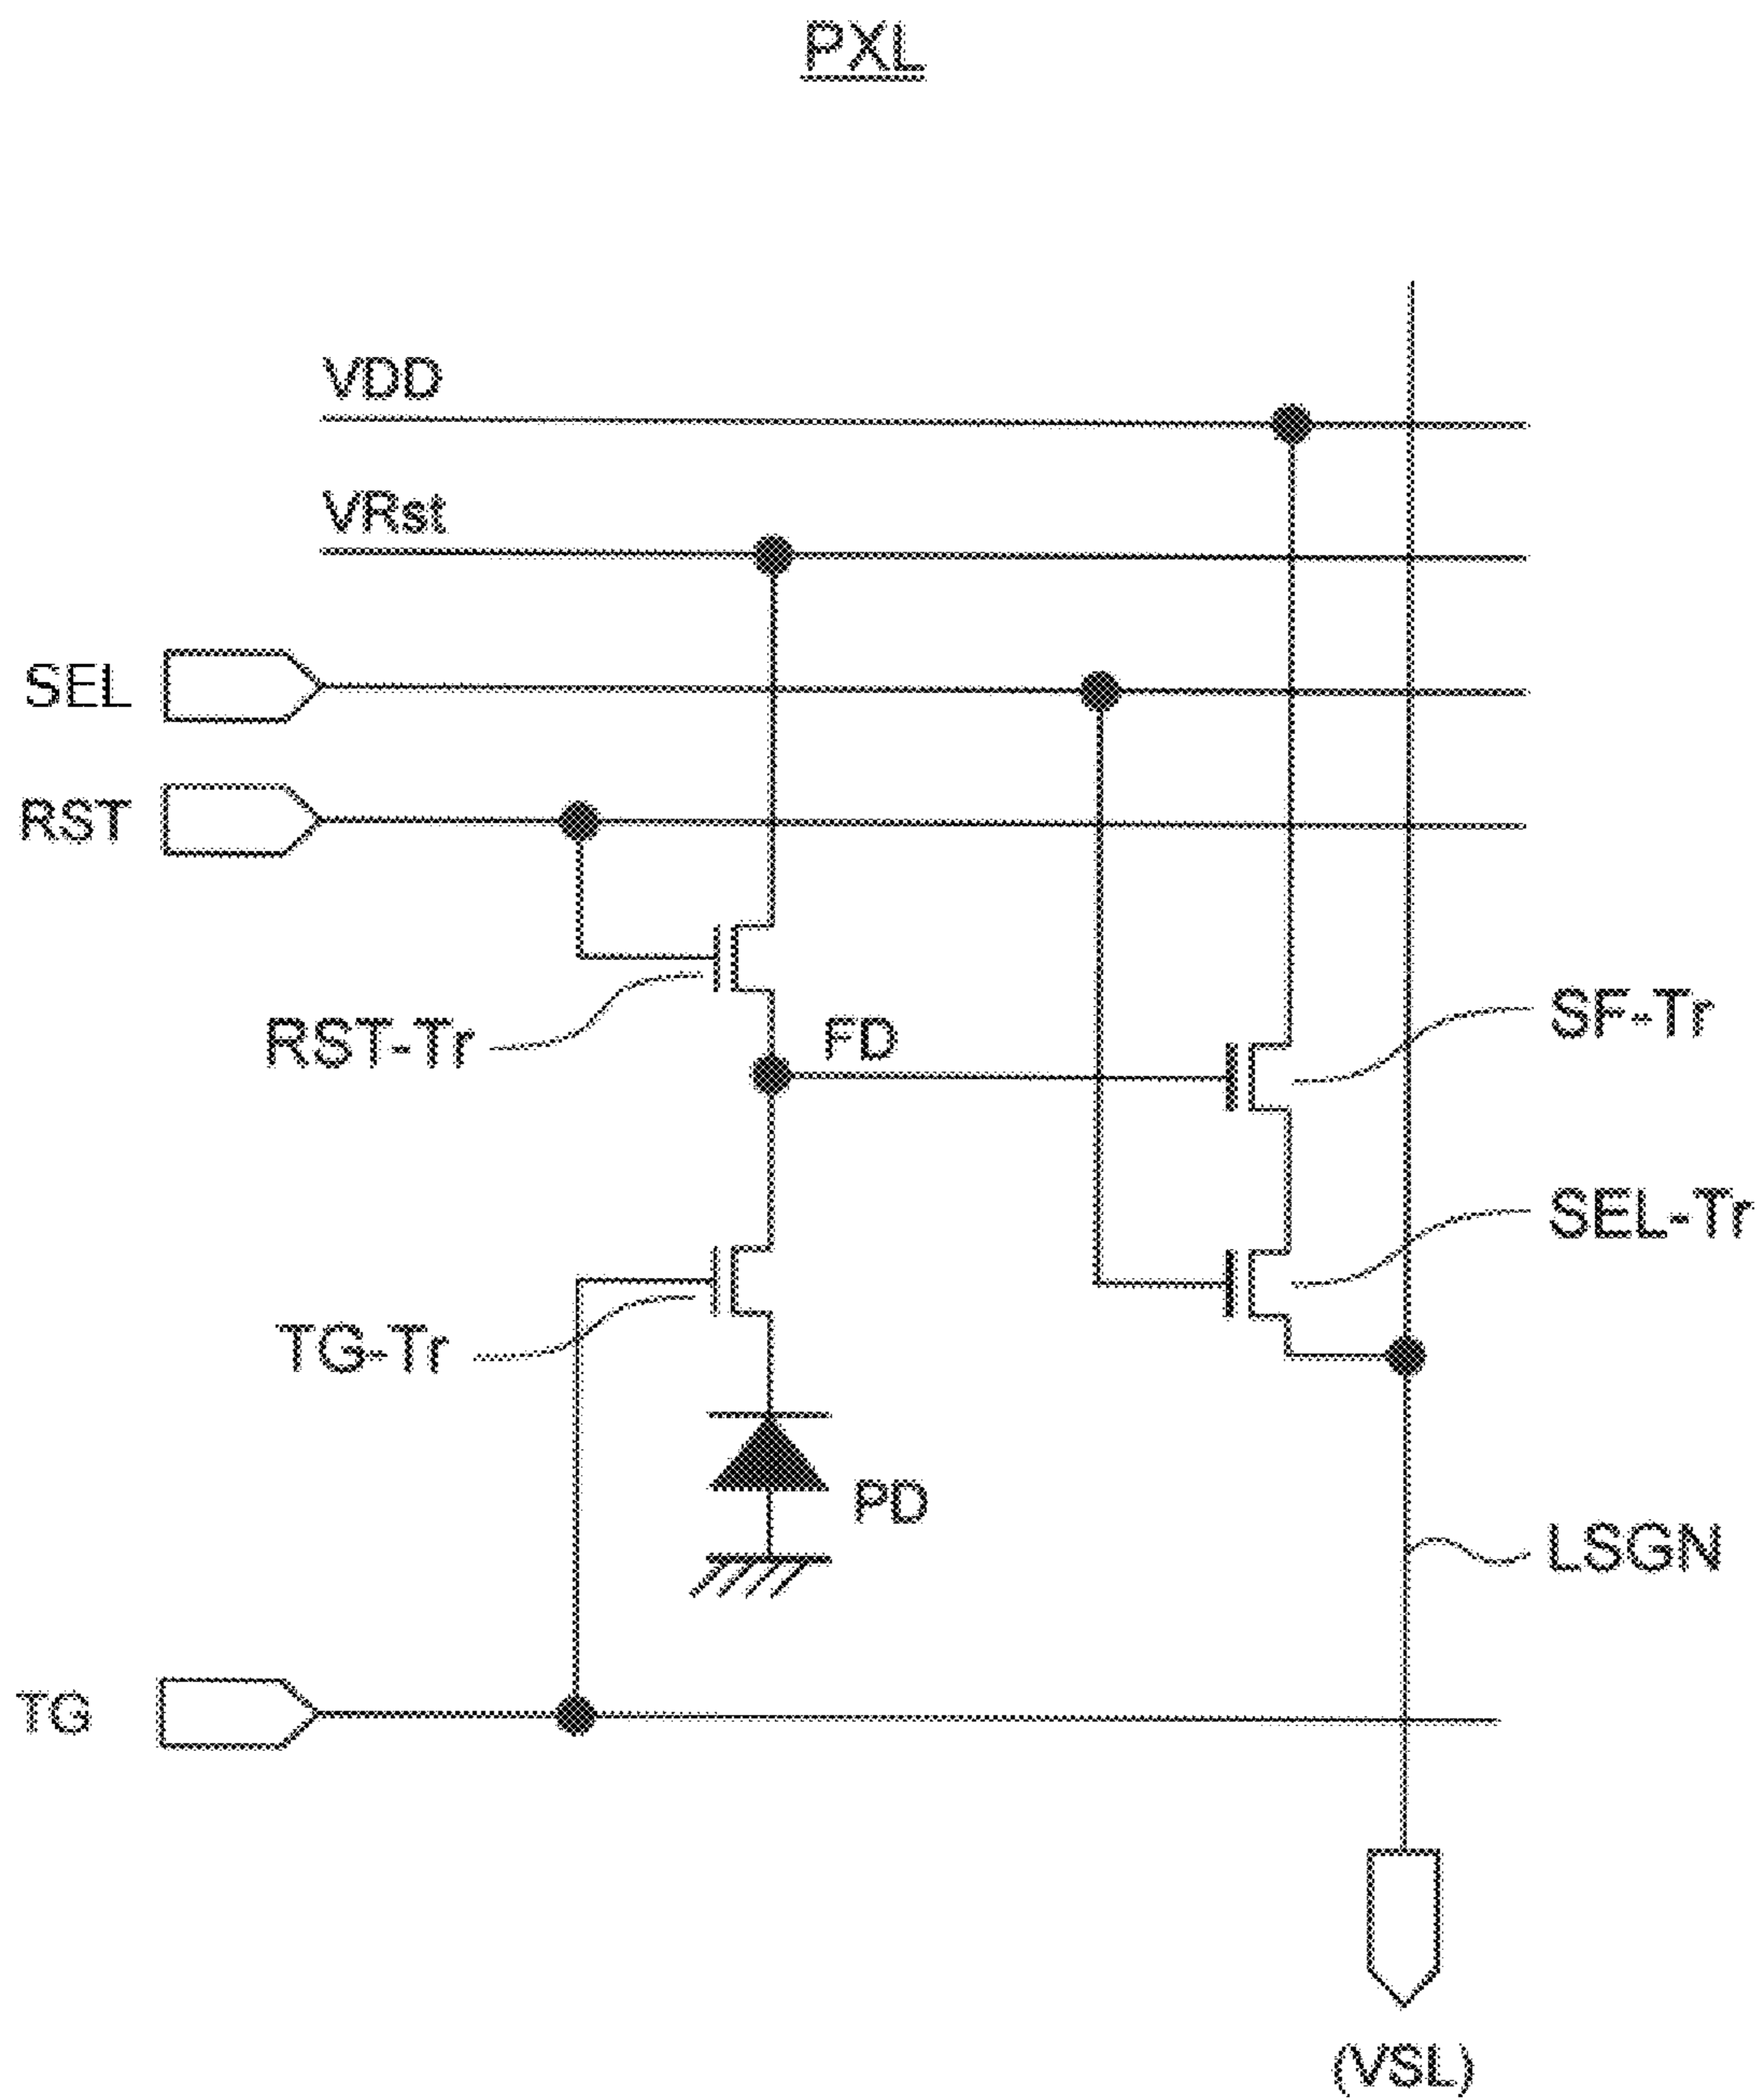 PXL
VDD
VRst
SEL
RST
RST-Tr
FD
SF-Tr
SEL-Tr
TG-Tr
PD
LSGN
TG
(VSL)